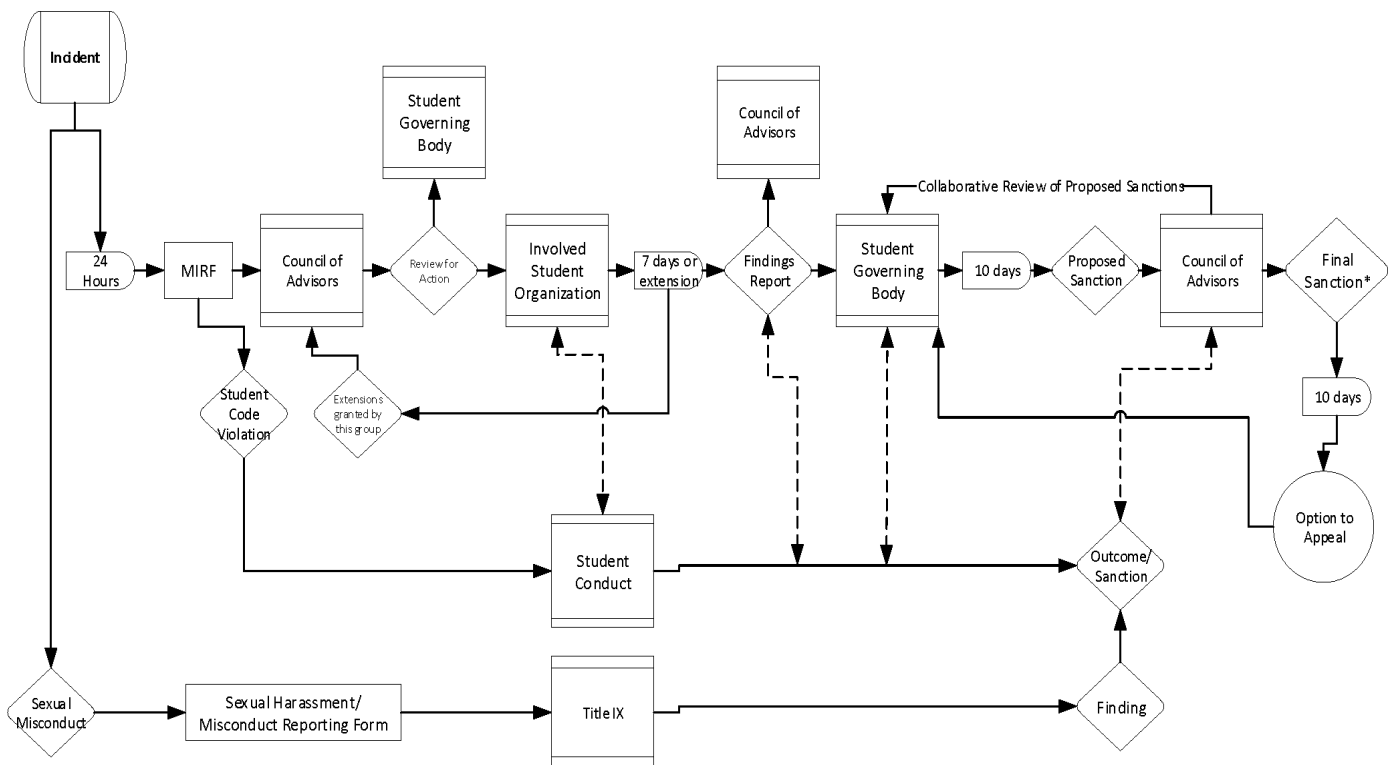 Incident
Student
Governing
Body
Council of
Advisors
Collaborative Review of Proposed Sanctions
24
Hours
MIRF
Council of
Advisors
Review for
Action
Involved
Student
Organization
7 days or
extension
Findings
Report
Student
Governing
Body
10 days
Proposed
Sanction
Council of
Advisors
Final
Sanction*
Student
Code
Violation
Extensions
granted by
this group
10 days
Option to
Appeal
Student
Conduct
Outcome/
Sanction
Sexual
Misconduct
Sexual Harassment/
Misconduct Reporting Form
Title IX
Finding